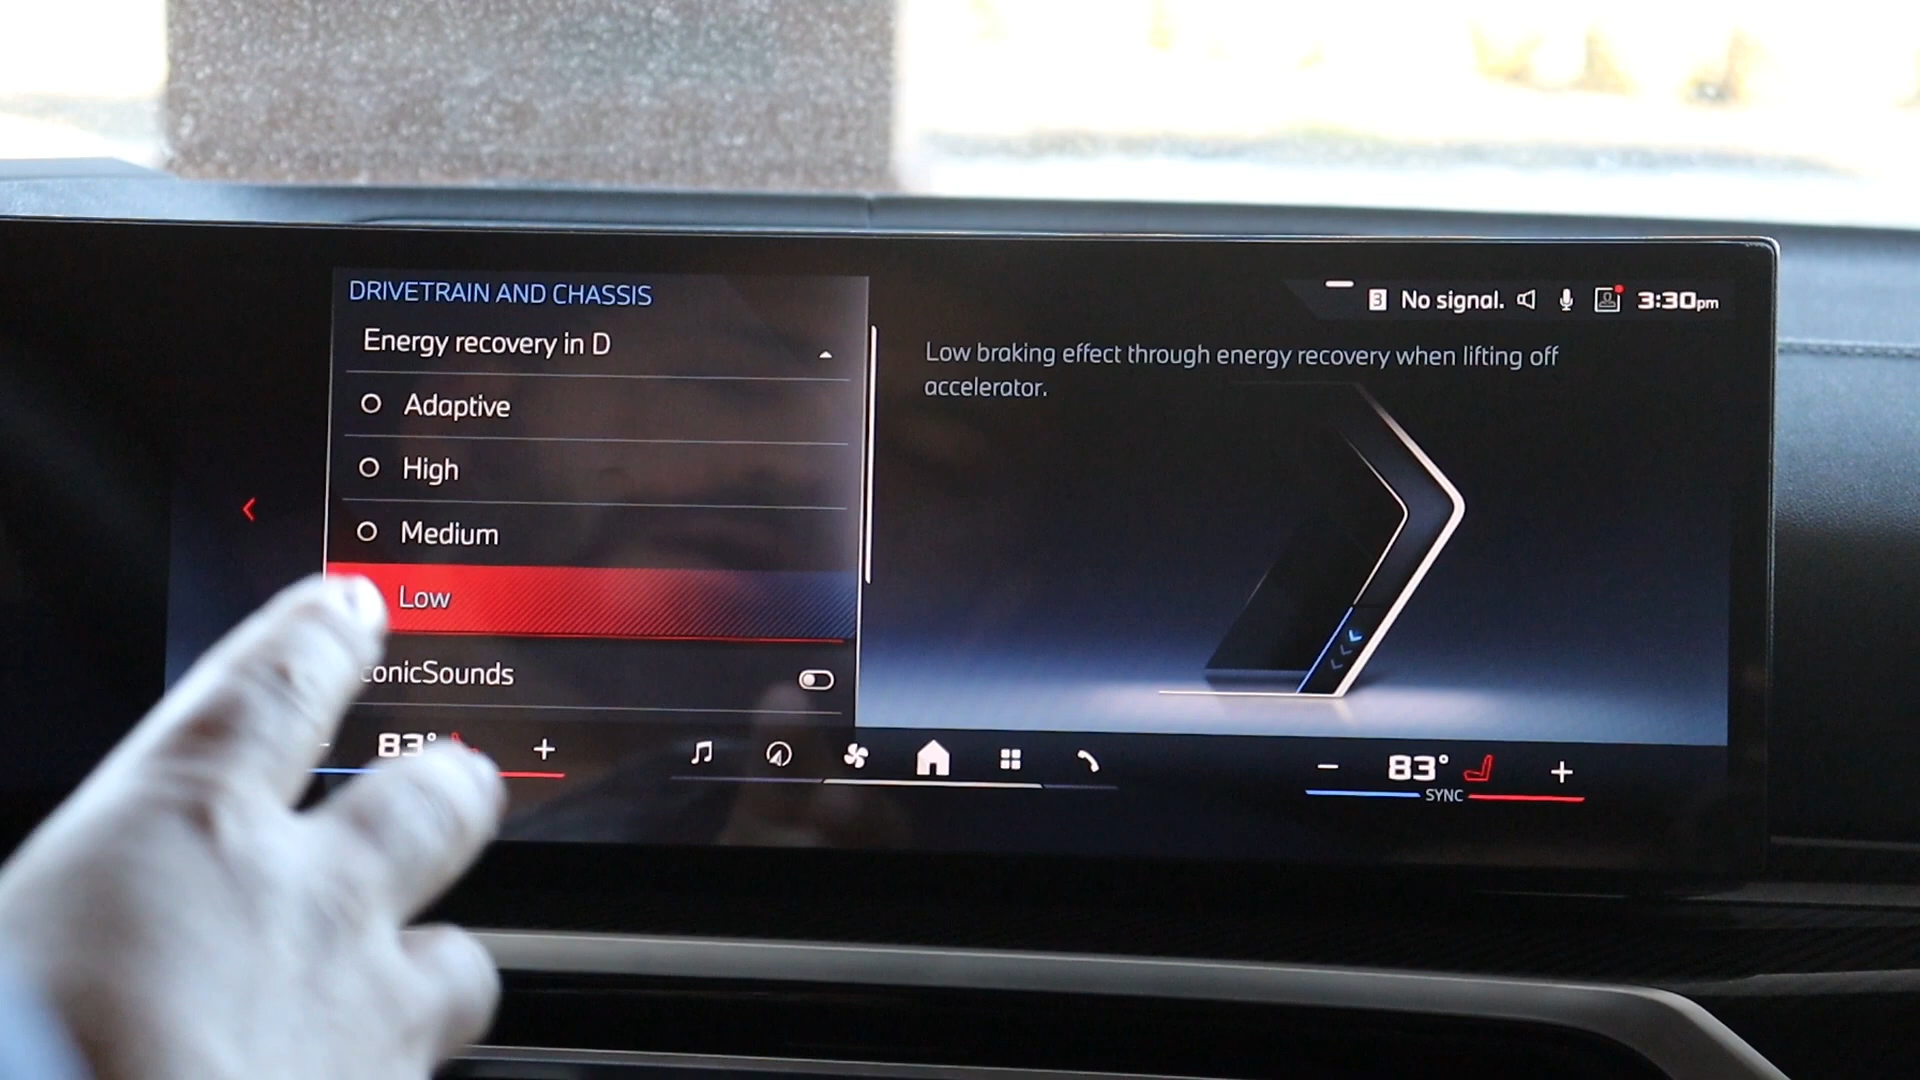 DRIVETRAIN AND CHASSIS
Energy recovery in D
Adaptive
High
Medium
Low
conicSounds
3 No signal. 3:30pm
Low braking effect through energy recovery when lifting off
accelerator.
83° +
− 83° +
SYNC